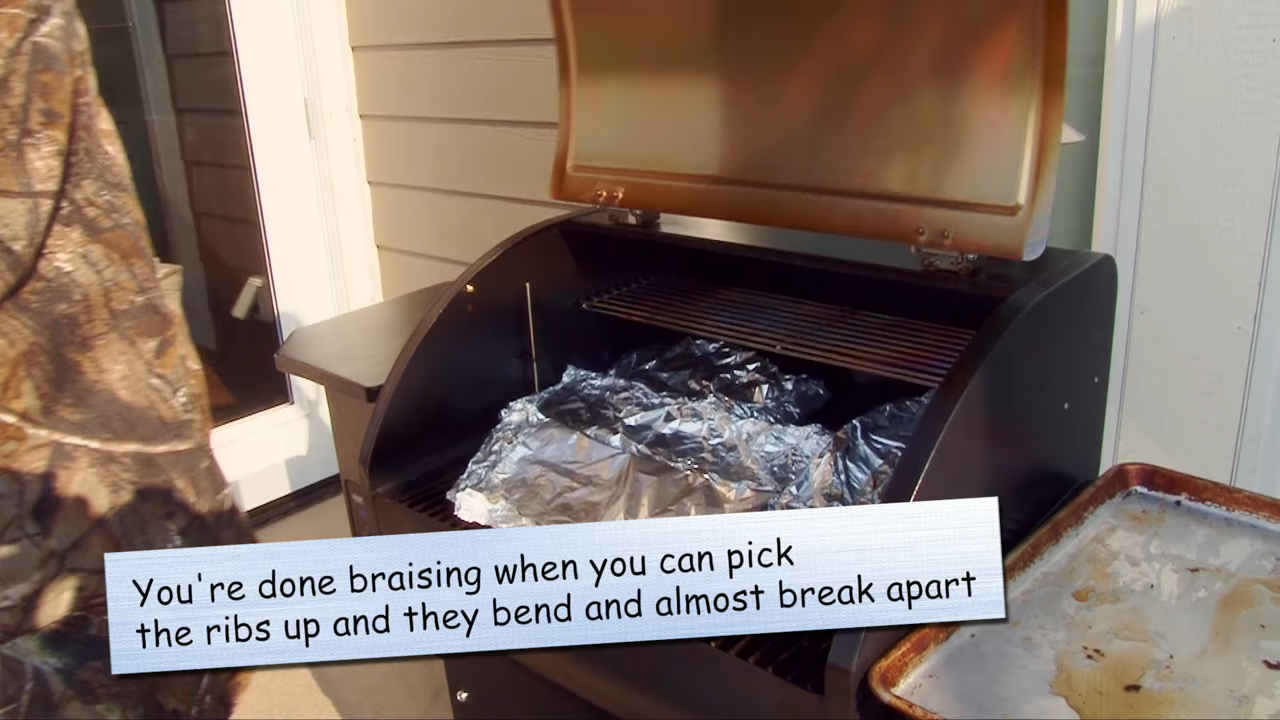 You're done braising when you can pick
the ribs up and they bend and almost break apart